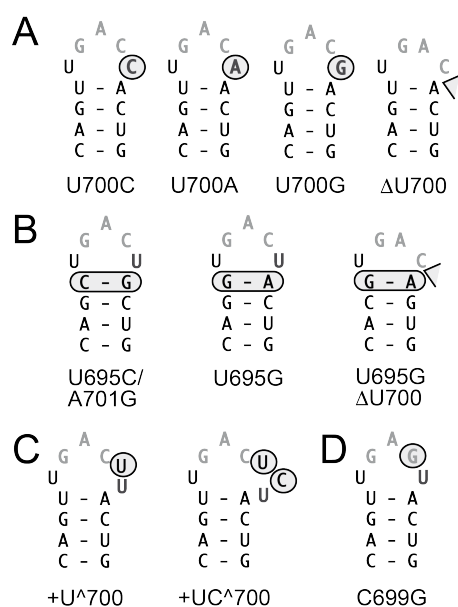 A
A A A
G C G C G C G A
U C U A U G U C
U - A U - A U - A U - A
G - C G - C G - C G - C
A - U A - U A - U A - U
C - G C - G C - G C - G
U700C U700A U700G ΔU700
B
A A
G C G C G A
U U U U U C
C - G G - A G - A
G - C G - C G - C
A - U A - U A - U
C - G C - G C - G
U695C/ U695G U695G
A701G ΔU700
C D
A A A
G C U G C U G G
U U U U C U U
U - A U - A U - A
G - C G - C G - C
A - U A - U A - U
C - G C - G C - G
+U^700 +UC^700 C699G